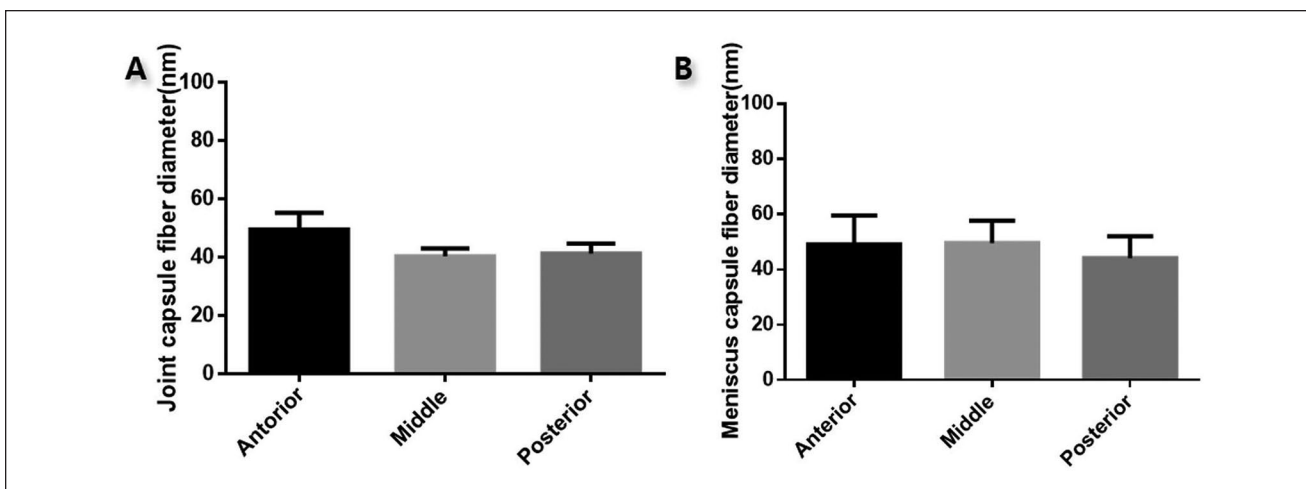 A
Joint capsule fiber diameter(nm)
100
80
60
40
20
0
Antorior
Middle
Posterior
B
Meniscus capsule fiber diameter(nm)
100
80
60
40
20
0
Anterior
Middle
Posterior